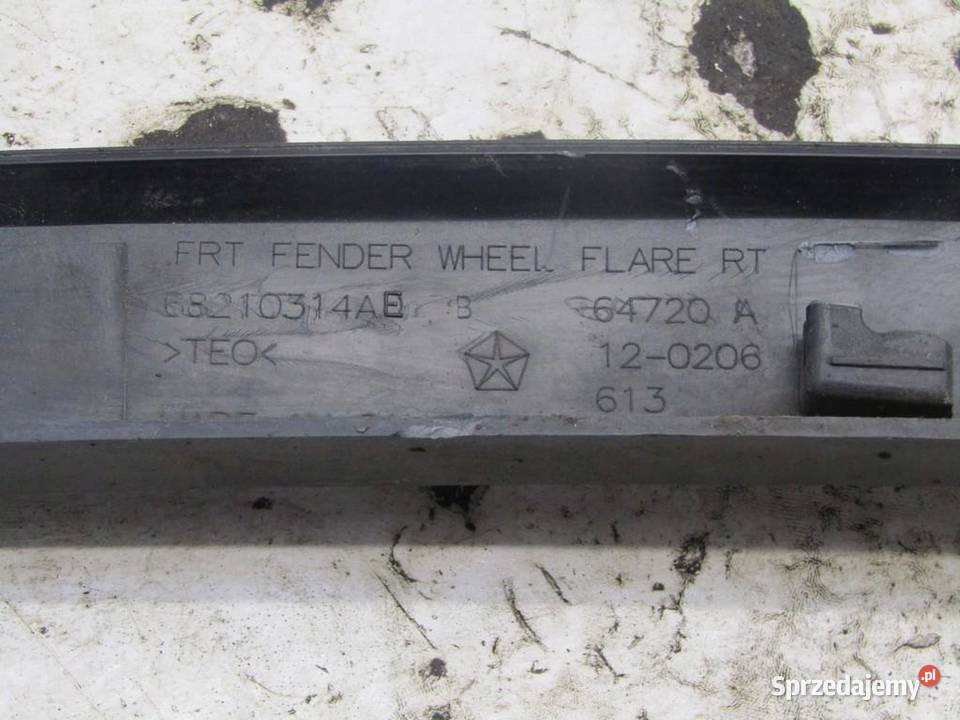 FRT FENDER WHEEL FLARE RT
68210314AE B 64720 A
>TEO< 12-0206
613
Sprzedajemy.pl